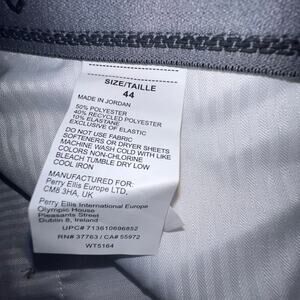 SIZE/TAILLE
44
MADE IN JORDAN
50% POLYESTER
40% RECYCLED POLYESTER
10% ELASTANE
EXCLUSIVE OF ELASTIC
DO NOT USE FABRIC
SOFTENERS OR DRYER SHEETS
MACHINE WASH COLD WITH LIKE
COLORS NON-CHLORINE
BLEACH TUMBLE DRY LOW
COOL IRON
MANUFACTURED FOR:
Perry Ellis Europe LTD,
CM8 3HA, UK
Perry Ellis International Europe
Olympic House
Pleasants Street
Dublin 8, Ireland
UPC# 713610696852
RN# 37763 / CA# 55972
WT5164